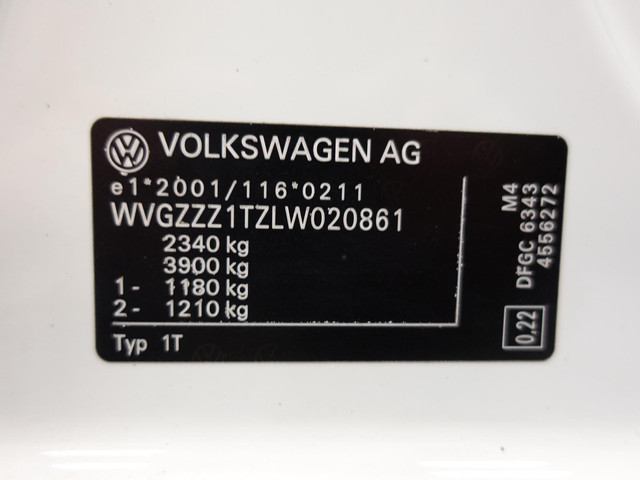 VOLKSWAGEN AG
e1*2001/116*0211
WVGZZZ1TZLW020861
2340 kg
3900 kg
1- 1180 kg
2- 1210 kg
Typ 1T
M4
DFGC 6343
4556272
0,22